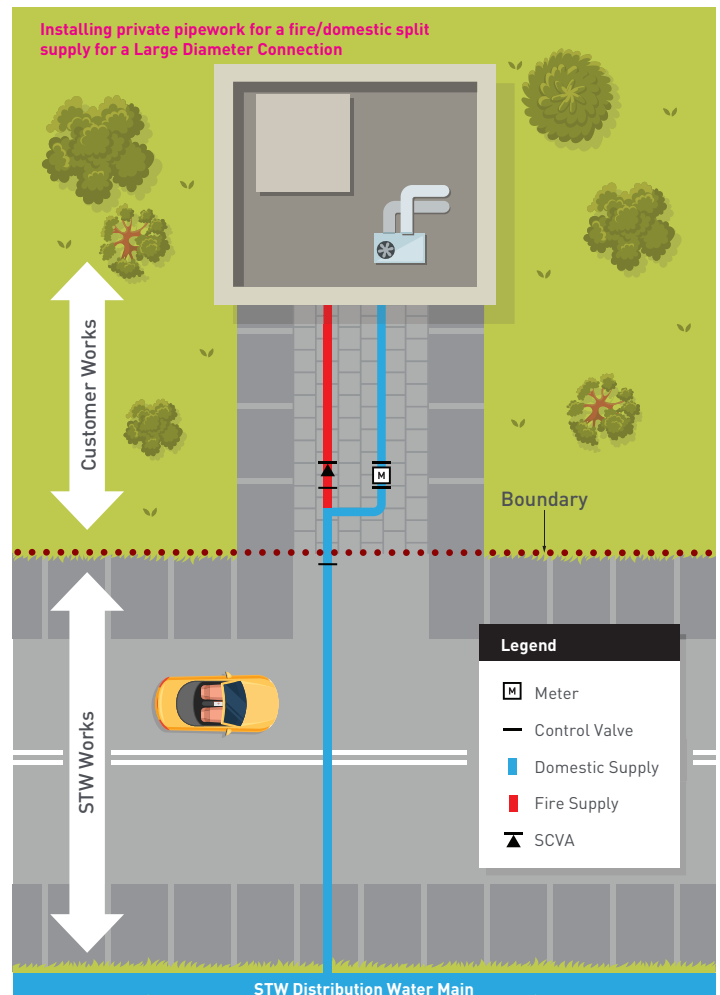 Installing private pipework for a fire/domestic split
supply for a Large Diameter Connection
Customer Works
M
Boundary
STW Works
Legend
M Meter
Control Valve
Domestic Supply
Fire Supply
SCVA
STW Distribution Water Main